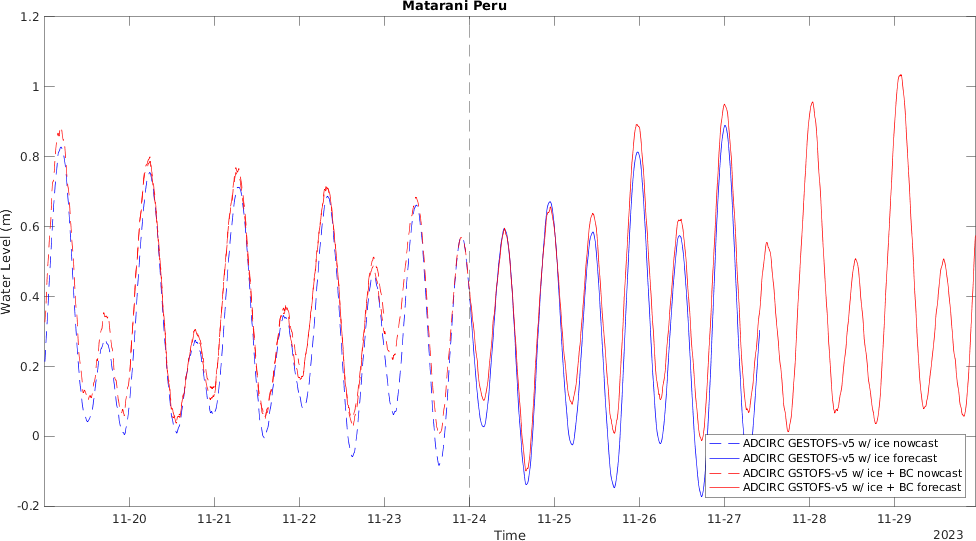 Matarani Peru
1.2
1
0.8
0.6
0.4
0.2
0
-0.2
Water Level (m)
11-20
11-21
11-22
11-23
11-24
11-25
11-26
11-27
11-28
11-29
Time
2023
ADCIRC GESTOFS-v5 w/ ice nowcast
ADCIRC GESTOFS-v5 w/ ice forecast
ADCIRC GSTOFS-v5 w/ ice + BC nowcast
ADCIRC GSTOFS-v5 w/ ice + BC forecast